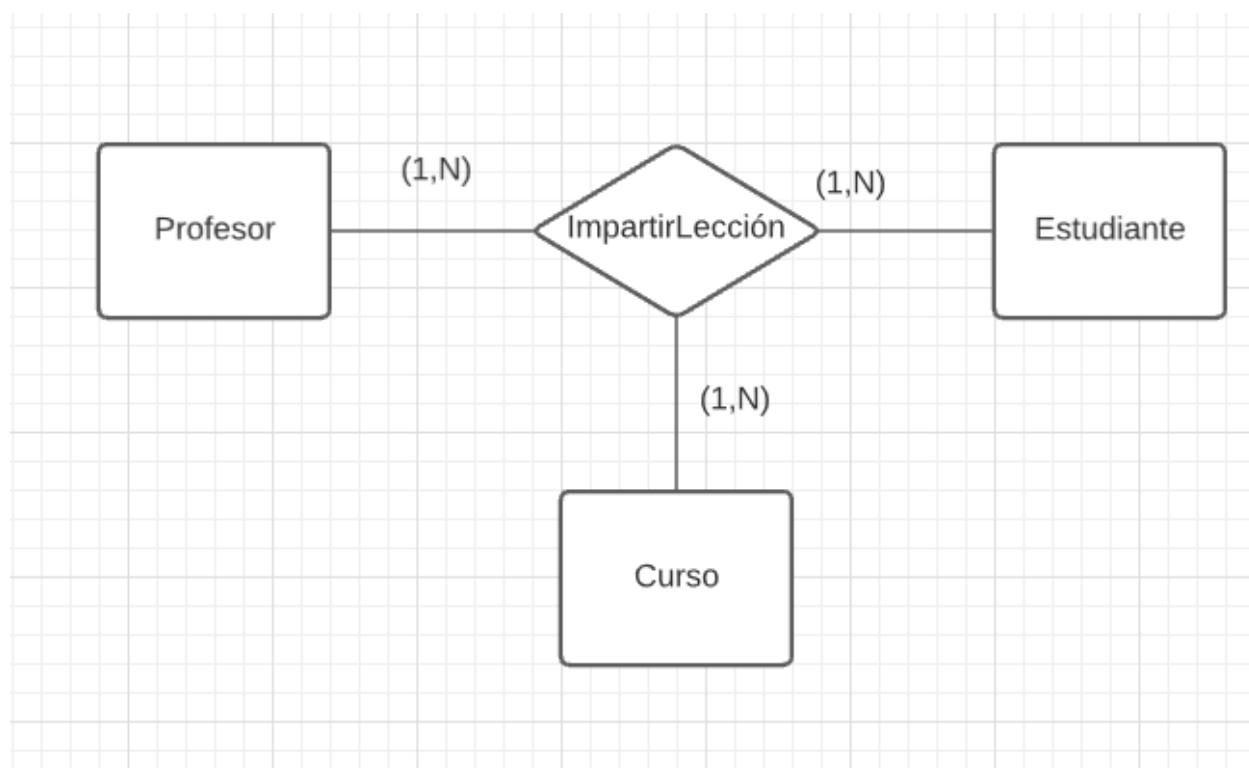 (1,N)
(1,N)
Profesor
ImpartirLección
Estudiante
(1,N)
Curso